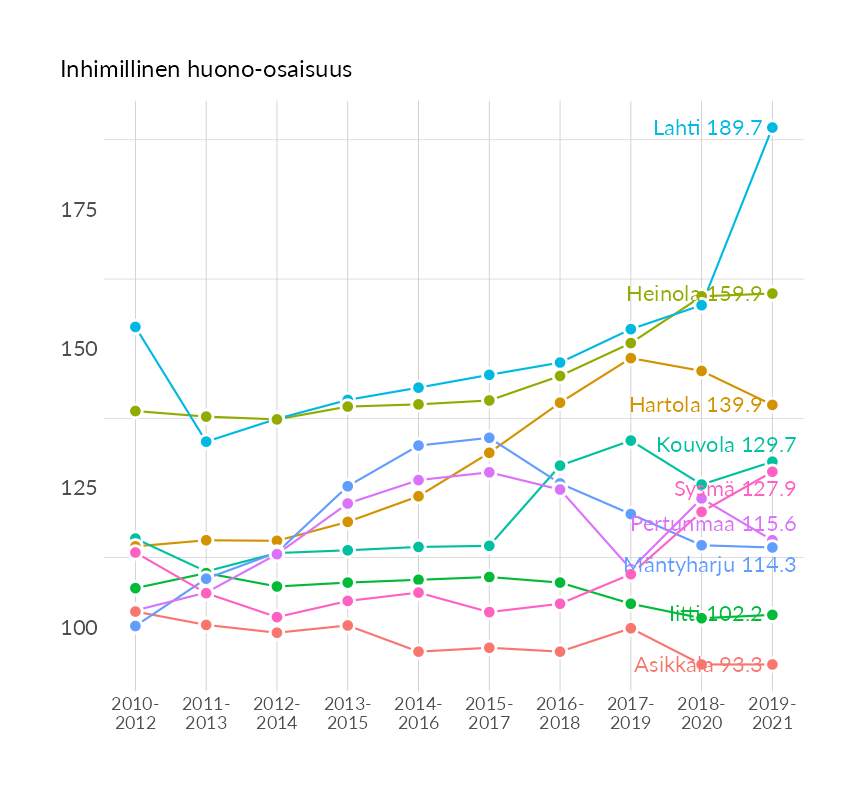 Inhimillinen huono-osaisuus
Lahti 189.7
175
Heinola 159.9
150
Hartola 139.9
Kouvola 129.7
125
Sysmä 127.9
Pertunmaa 115.6
Mäntyharju 114.3
Iitti 102.2
100
Asikkala 93.3
2010- 2011- 2012- 2013- 2014- 2015- 2016- 2017- 2018- 2019-
2012 2013 2014 2015 2016 2017 2018 2019 2020 2021